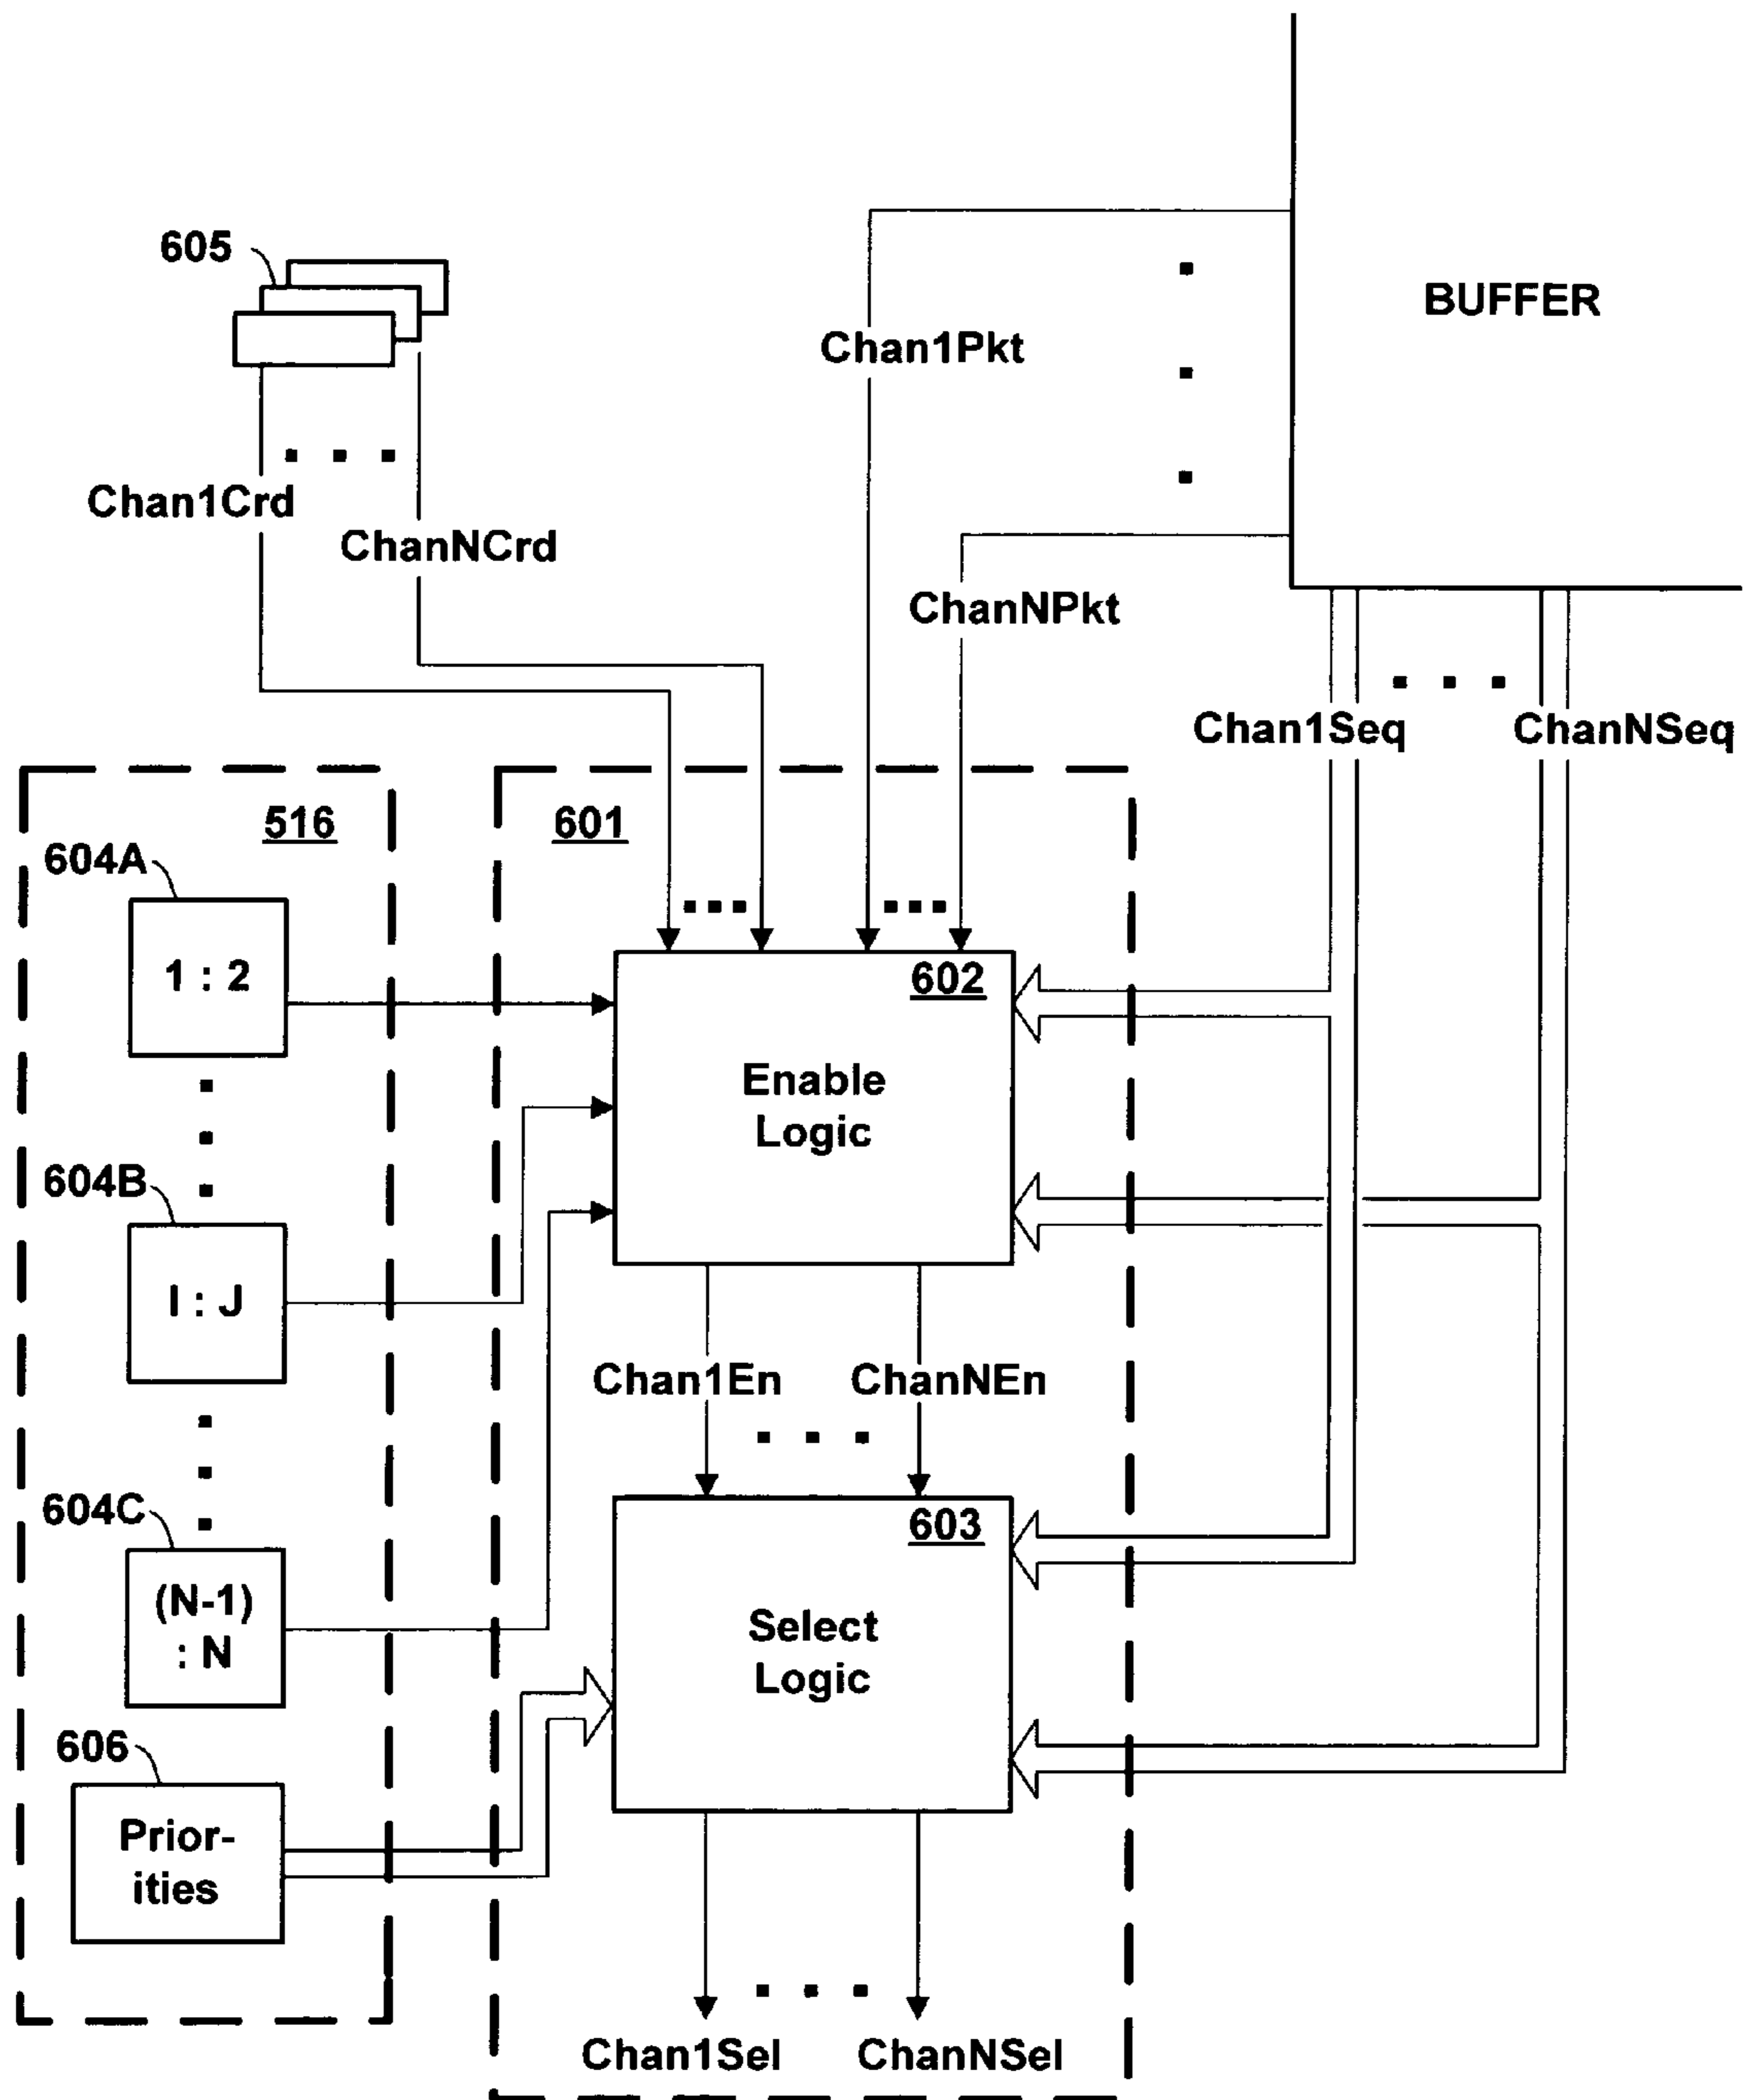 BUFFER
605
Chan1Pkt
Chan1Crd
ChanNCrd
ChanNPkt
Chan1Seq
ChanNSeq
516
601
604A
1 : 2
602
Enable
Logic
604B
I : J
Chan1En
ChanNEn
604C
(N-1)
: N
603
Select
Logic
606
Prior-
ities
Chan1Sel
ChanNSel